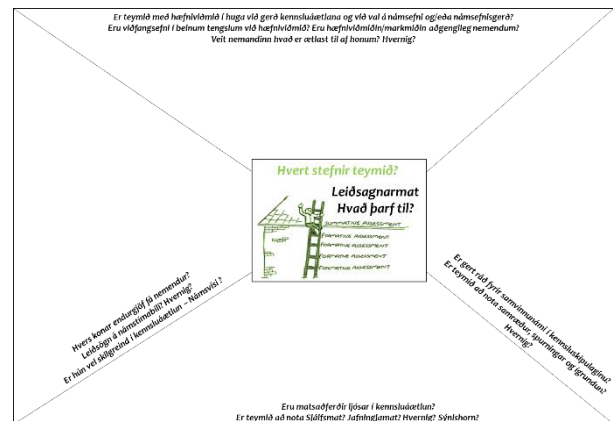 Er teymið með hæfniviðmið í huga við gerð kennsluáætlana og við val á námsefni og/eða námsefnisgerð?
Eru viðfangsefni í beinum tengslum við hæfniviðmið? Eru hæfniviðmiðin/markmiðin aðgengileg nemendum?
Veit nemandinn hvað er ætlast til af honum? Hvernig?
Hvert stefnir teymið?
Leiðsagnarmat
Hvað þarf til?
SUMMATIVE ASSESSMENT
FORMATIVE ASSESSMENT
FORMATIVE ASSESSMENT
FORMATIVE ASSESSMENT
FORMATIVE ASSESSMENT
Hvers konar endurgjöf fá nemendur?
Leiðsögn á námstímabili? Hvernig?
Er hún vel skilgreind í kennsluáætlun – Námsvísi?
Er gert ráð fyrir samvinnunámi í kennsluskipulaginu?
Er teymið að nota samræður, spurningar og ígrundun?
Hvernig?
Eru matsaðferðir ljósar í kennsluáætlun?
Er teymið að nota Sjálfsmat? Jafningjamat? Hvernig? Sýnishorn?